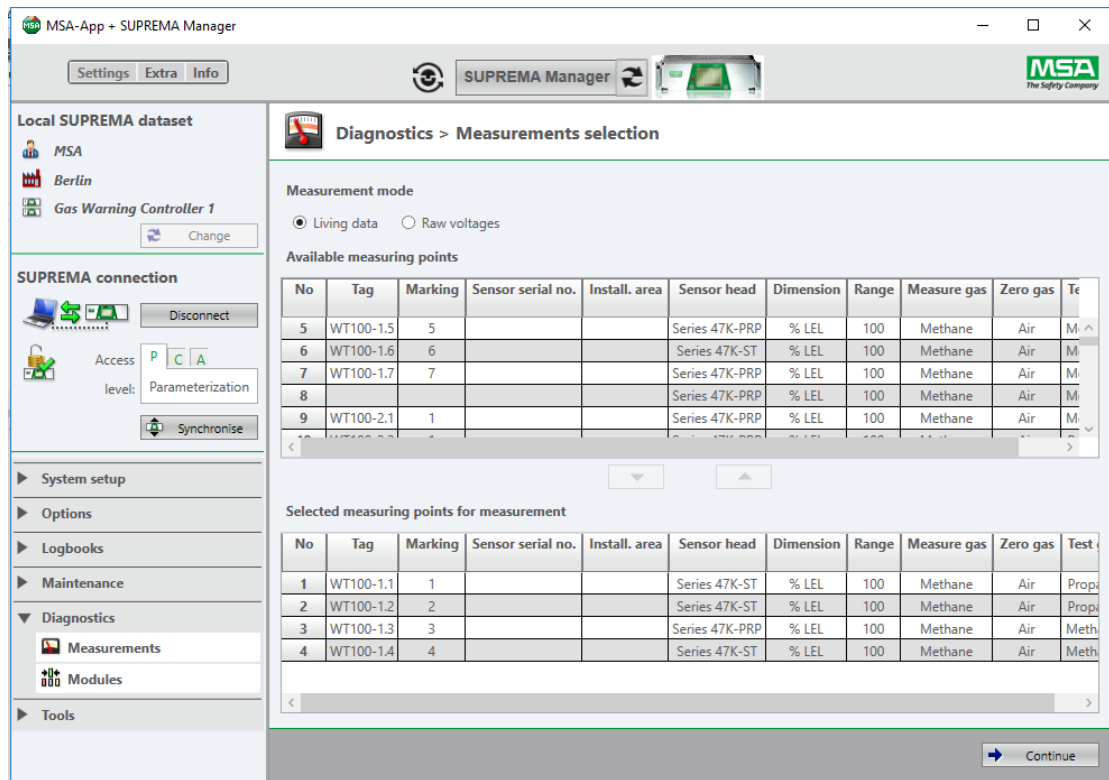 MSA-App + SUPREMA Manager
Settings Extra Info
SUPREMA Manager
MSA
The Safety Company
Local SUPREMA dataset
MSA
Berlin
Gas Warning Controller 1
Change
SUPREMA connection
Disconnect
Access level:
P C A
Parameterization
Synchronise
System setup
Options
Logbooks
Maintenance
Diagnostics
Measurements
Modules
Tools
Diagnostics > Measurements selection
Measurement mode
Living data Raw voltages
Available measuring points
No Tag Marking Sensor serial no. Install. area Sensor head Dimension Range Measure gas Zero gas Te
5 WT100-1.5 5 Series 47K-PRP % LEL 100 Methane Air M
6 WT100-1.6 6 Series 47K-ST % LEL 100 Methane Air M
7 WT100-1.7 7 Series 47K-PRP % LEL 100 Methane Air M
8 Series 47K-PRP % LEL 100 Methane Air M
9 WT100-2.1 1 Series 47K-PRP % LEL 100 Methane Air M
Selected measuring points for measurement
No Tag Marking Sensor serial no. Install. area Sensor head Dimension Range Measure gas Zero gas Test
1 WT100-1.1 1 Series 47K-ST % LEL 100 Methane Air Propa
2 WT100-1.2 2 Series 47K-ST % LEL 100 Methane Air Propa
3 WT100-1.3 3 Series 47K-PRP % LEL 100 Methane Air Meth
4 WT100-1.4 4 Series 47K-ST % LEL 100 Methane Air Meth
Continue